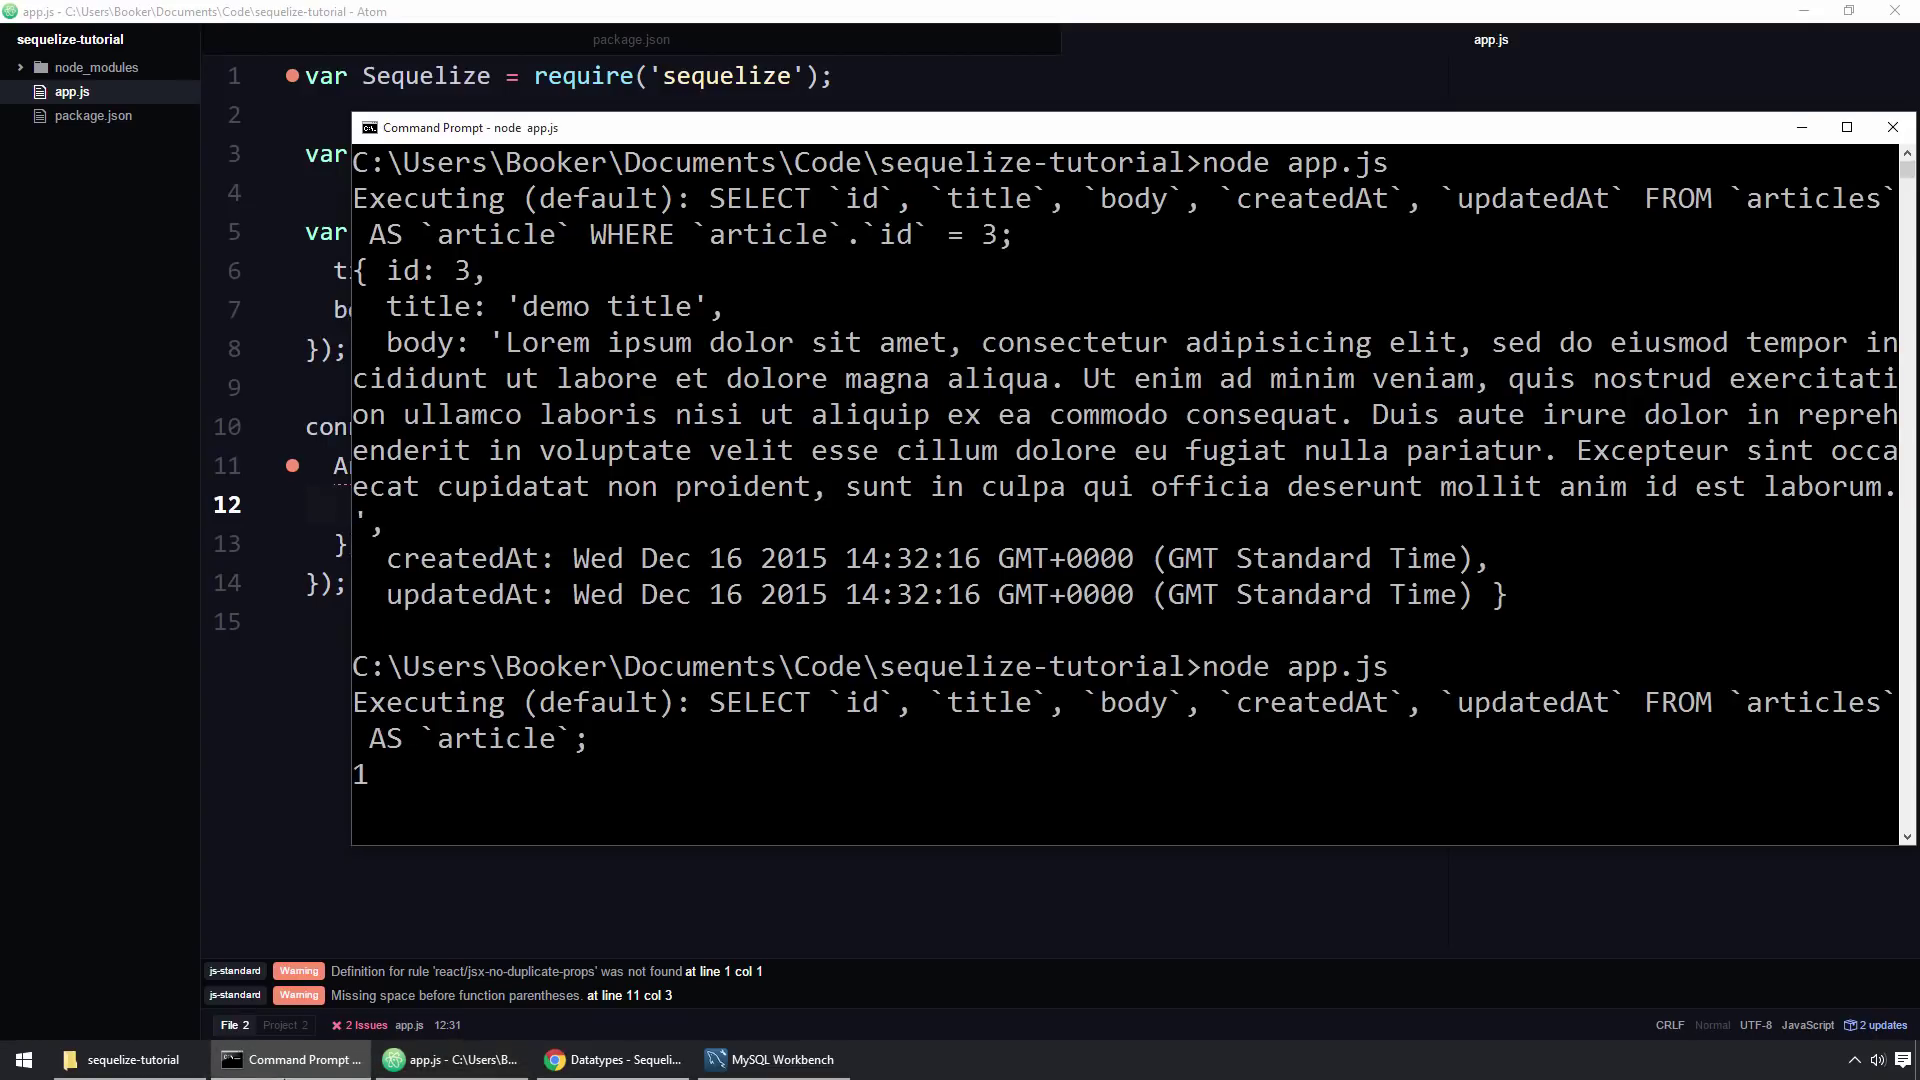 app.js - C:\Users\Booker\Documents\Code\sequelize-tutorial - Atom
sequelize-tutorial
package.json
app.js
node_modules
app.js
package.json
1 var Sequelize = require('sequelize');
2
3 var
4
5 var
6
7
8 });
9
10
11
12
13 }
14 });
15
Command Prompt - node  app.js
C:\Users\Booker\Documents\Code\sequelize-tutorial>node app.js
Executing (default): SELECT `id`, `title`, `body`, `createdAt`, `updatedAt` FROM `articles`
 AS `article` WHERE `article`.`id` = 3;
{ id: 3,
  title: 'demo title',
  body: 'Lorem ipsum dolor sit amet, consectetur adipisicing elit, sed do eiusmod tempor in
cididunt ut labore et dolore magna aliqua. Ut enim ad minim veniam, quis nostrud exercitati
on ullamco laboris nisi ut aliquip ex ea commodo consequat. Duis aute irure dolor in repreh
enderit in voluptate velit esse cillum dolore eu fugiat nulla pariatur. Excepteur sint occa
ecat cupidatat non proident, sunt in culpa qui officia deserunt mollit anim id est laborum.
',
  createdAt: Wed Dec 16 2015 14:32:16 GMT+0000 (GMT Standard Time),
  updatedAt: Wed Dec 16 2015 14:32:16 GMT+0000 (GMT Standard Time) }
C:\Users\Booker\Documents\Code\sequelize-tutorial>node app.js
Executing (default): SELECT `id`, `title`, `body`, `createdAt`, `updatedAt` FROM `articles`
 AS `article`;
1
js-standard Warning Definition for rule 'react/jsx-no-duplicate-props' was not found at line 1 col 1
js-standard Warning Missing space before function parentheses. at line 11 col 3
File 2 Project 2 2 Issues app.js 12:31 CRLF Normal UTF-8 JavaScript 2 updates
sequelize-tutorial Command Prompt ... app.js - C:\Users\B... Datatypes - Sequeli... MySQL Workbench